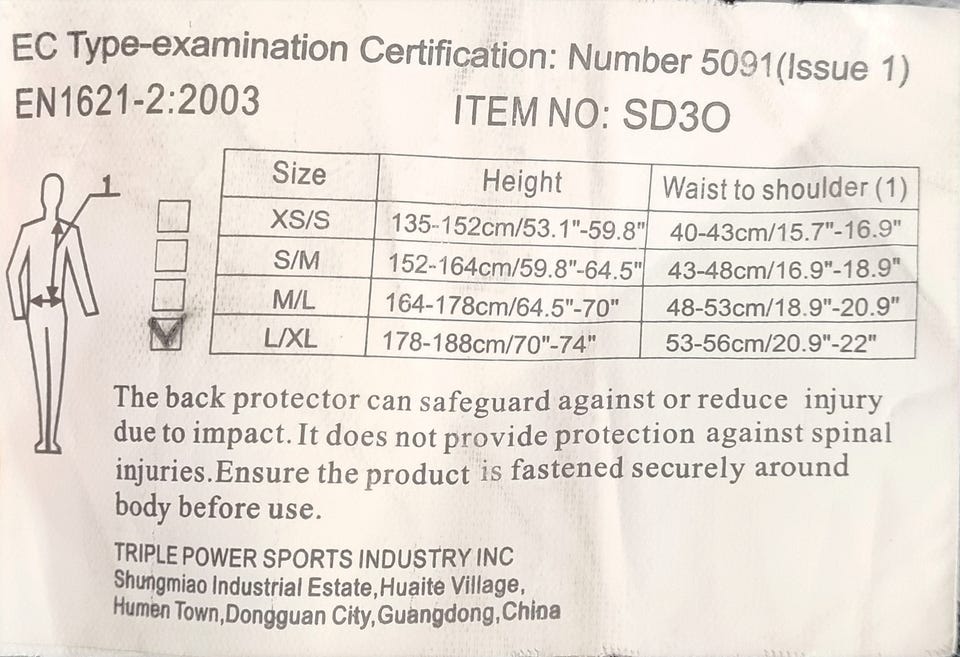 EC Type-examination Certification: Number 5091(Issue 1)
EN1621-2:2003 ITEM NO: SD3O
1
Size Height Waist to shoulder (1)
XS/S 135-152cm/53.1"-59.8" 40-43cm/15.7"-16.9"
S/M 152-164cm/59.8"-64.5" 43-48cm/16.9"-18.9"
M/L 164-178cm/64.5"-70" 48-53cm/18.9"-20.9"
L/XL 178-188cm/70"-74" 53-56cm/20.9"-22"
The back protector can safeguard against or reduce injury
due to impact. It does not provide protection against spinal
injuries.Ensure the product is fastened securely around
body before use.
TRIPLE POWER SPORTS INDUSTRY INC
Shungmiao Industrial Estate,Huaite Village,
Humen Town,Dongguan City,Guangdong,China